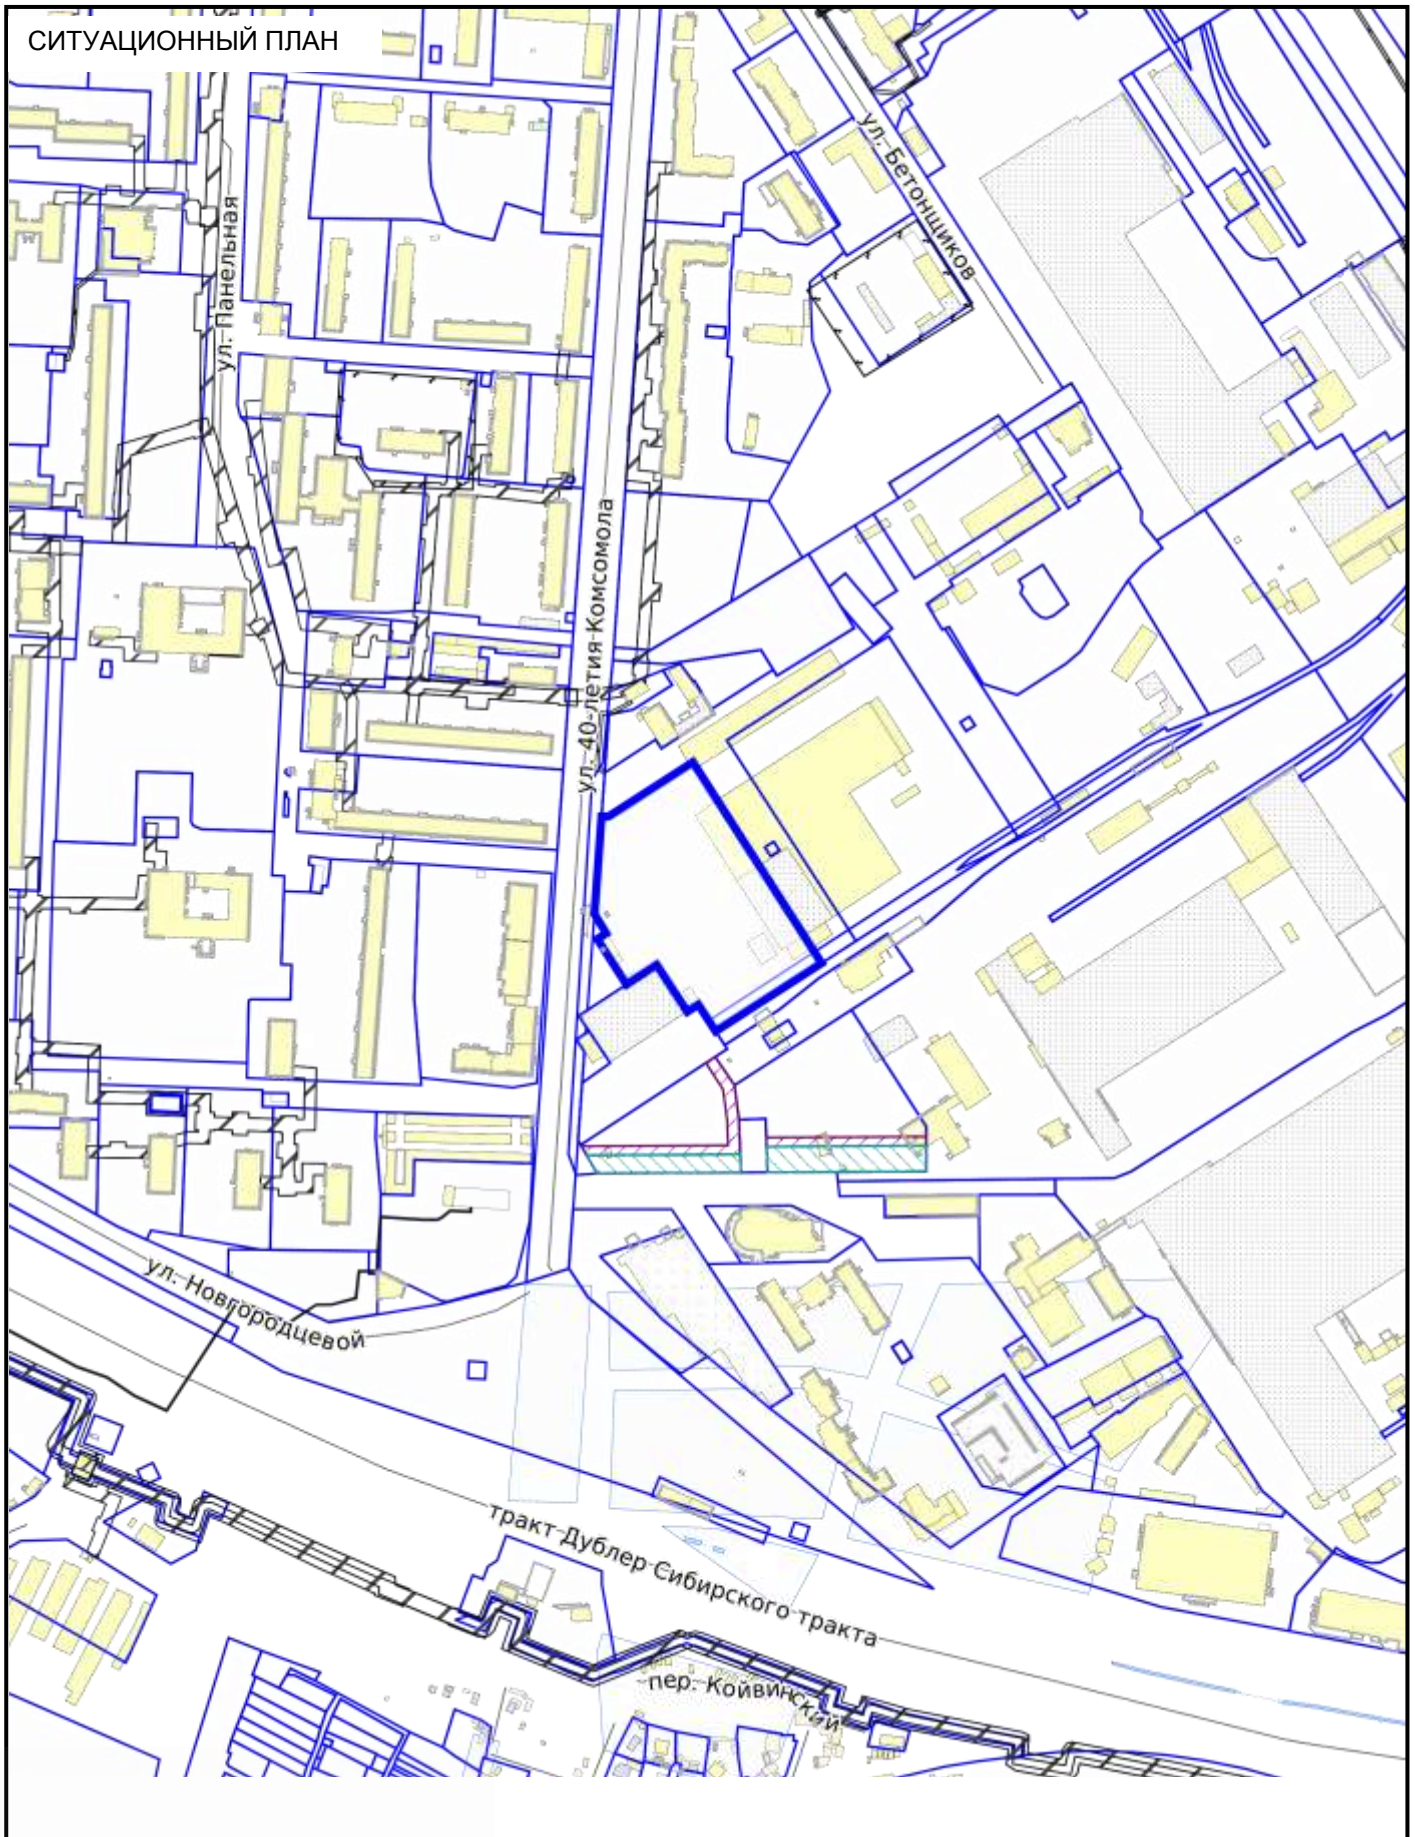 СИТУАЦИОННЫЙ ПЛАН
ул. Бетонщиков
ул. Панельная
ул. 40-летия Комсомола
ул. Новгородцевой
тракт Дублер Сибирского тракта
пер. Койвинский